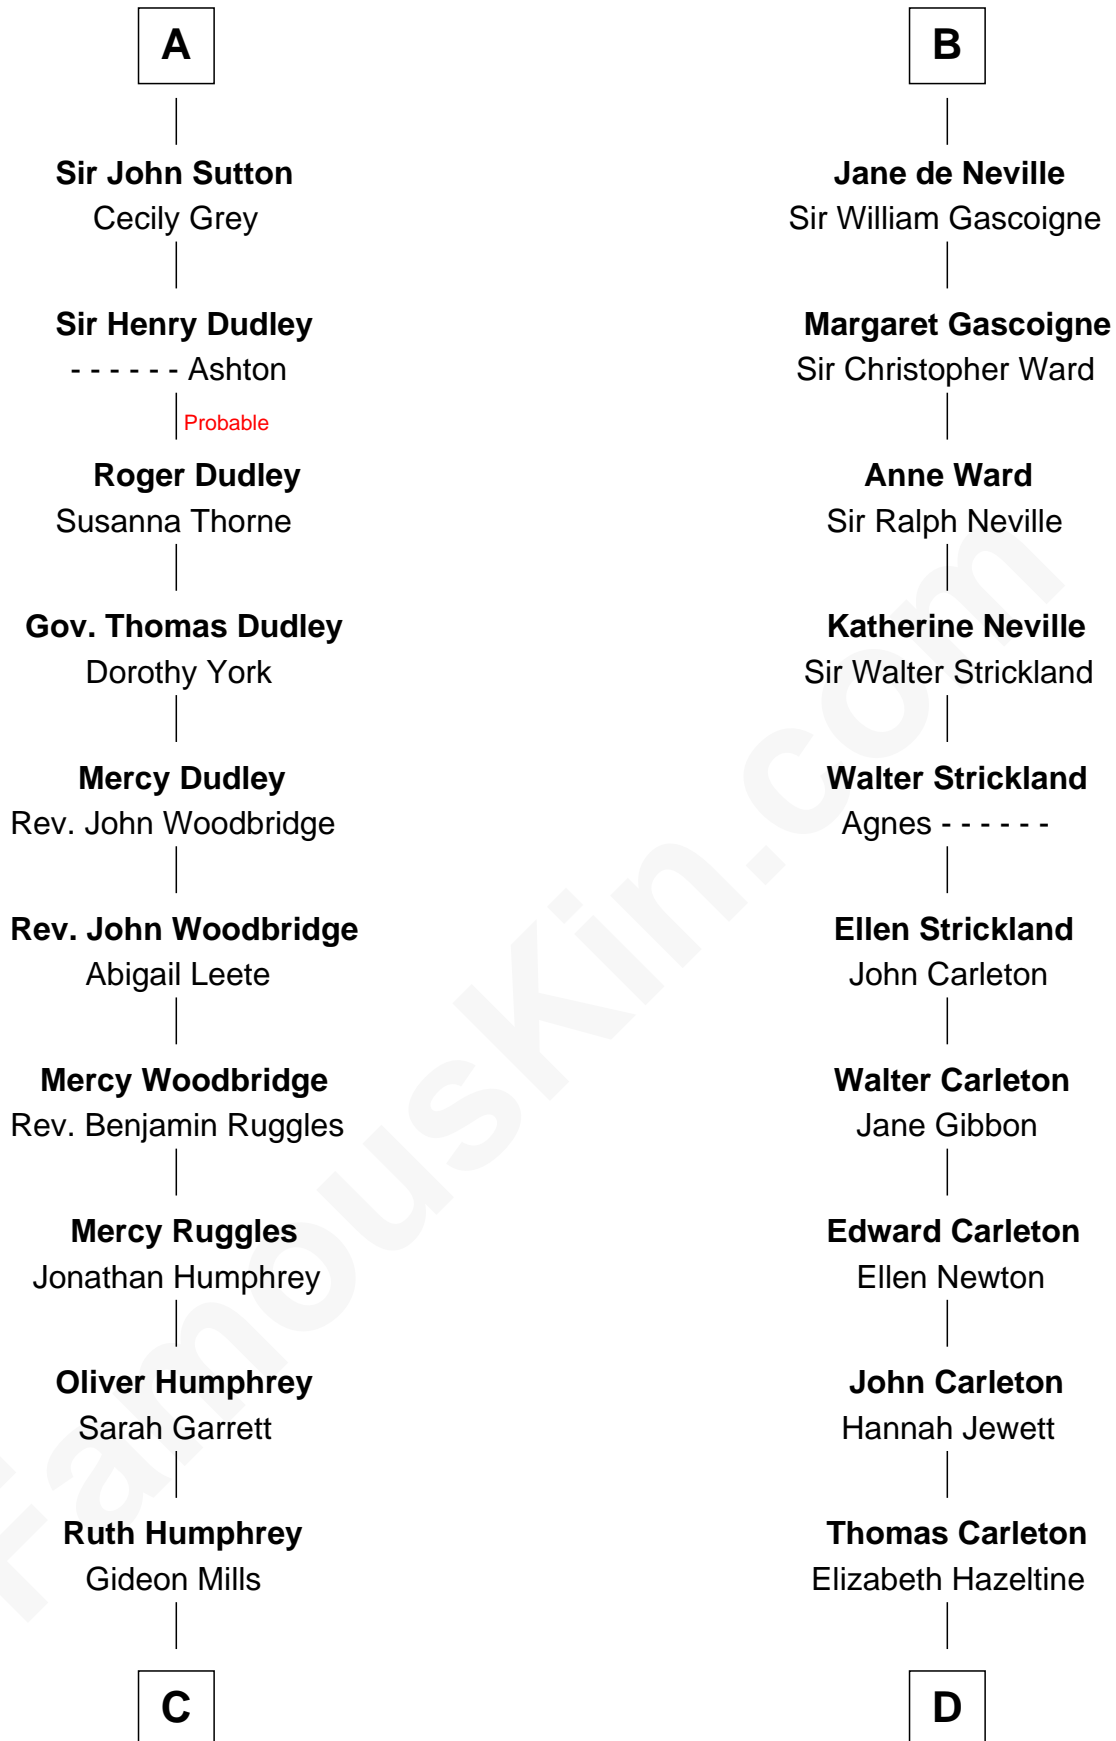 A
Sir John Sutton
Cecily Grey
Sir Henry Dudley
- - - - - - Ashton
Probable
Roger Dudley
Susanna Thorne
Gov. Thomas Dudley
Dorothy York
Mercy Dudley
Rev. John Woodbridge
Rev. John Woodbridge
Abigail Leete
Mercy Woodbridge
Rev. Benjamin Ruggles
Mercy Ruggles
Jonathan Humphrey
Oliver Humphrey
Sarah Garrett
Ruth Humphrey
Gideon Mills
C
B
Jane de Neville
Sir William Gascoigne
Margaret Gascoigne
Sir Christopher Ward
Anne Ward
Sir Ralph Neville
Katherine Neville
Sir Walter Strickland
Walter Strickland
Agnes - - - - - -
Ellen Strickland
John Carleton
Walter Carleton
Jane Gibbon
Edward Carleton
Ellen Newton
John Carleton
Hannah Jewett
Thomas Carleton
Elizabeth Hazeltine
D
FamousKin.com